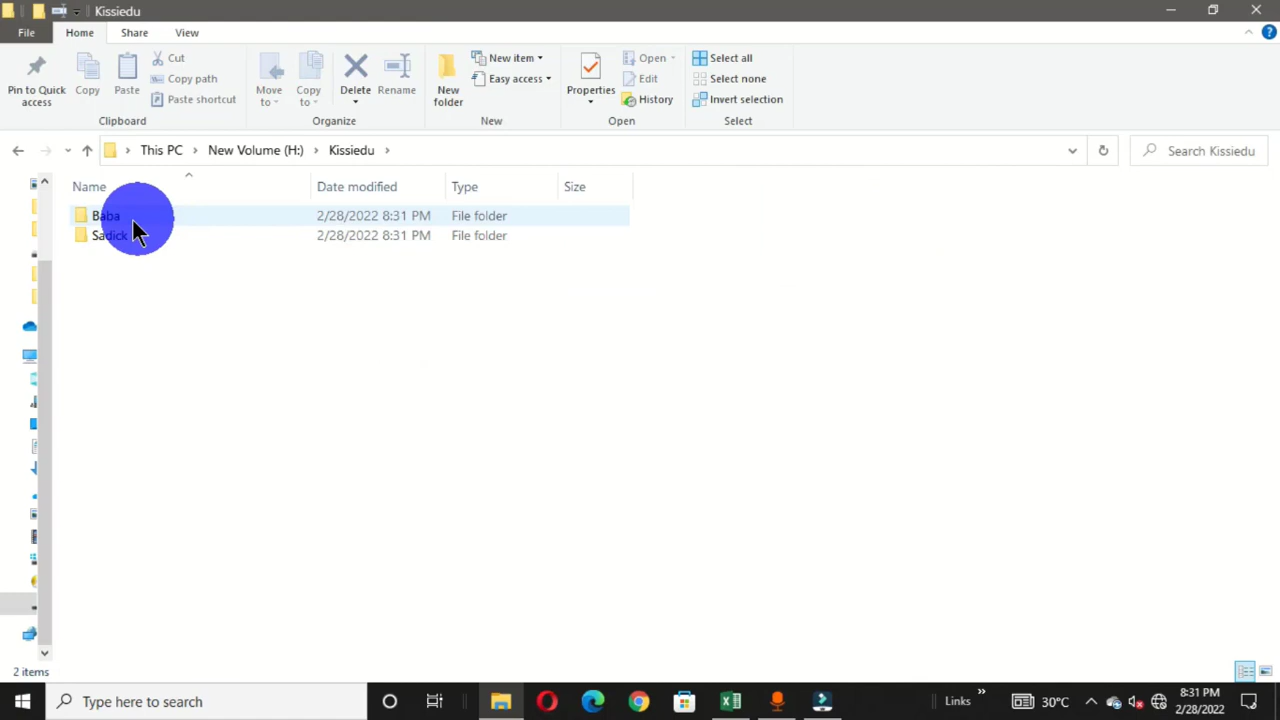 Kissiedu
File Home Share View
Pin to Quick access
Copy
Paste
Cut
Copy path
Paste shortcut
Clipboard
Move to
Copy to
Delete
Rename
Organize
New folder
New item
Easy access
New
Properties
Open
Edit
History
Open
Select all
Select none
Invert selection
Select
This PC > New Volume (H:) > Kissiedu >
Search Kissiedu
Name Date modified Type Size
Baba 2/28/2022 8:31 PM File folder
Sadick 2/28/2022 8:31 PM File folder
2 items
Type here to search
Links »
30°C
8:31 PM
2/28/2022